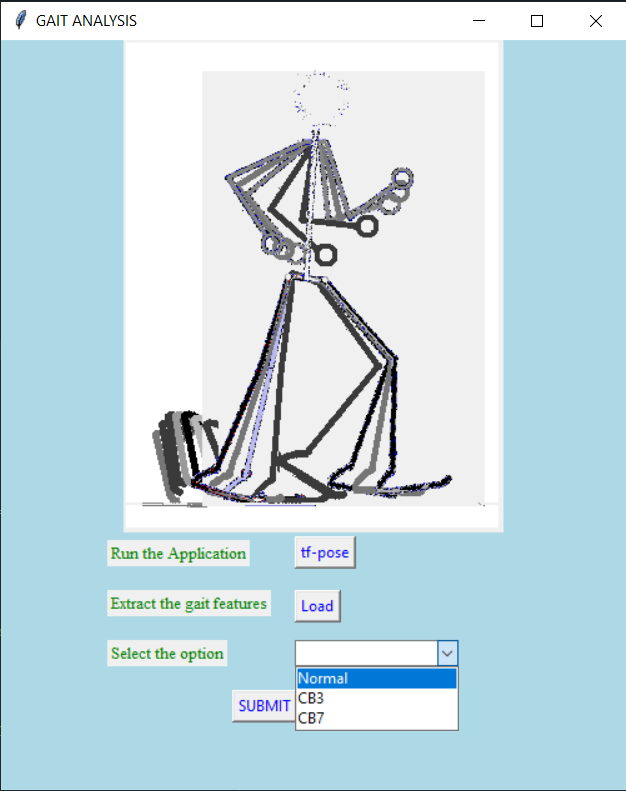 GAIT ANALYSIS
Run the Application
tf-pose
Extract the gait features
Load
Select the option
Normal
CB3
SUBMIT
CB7